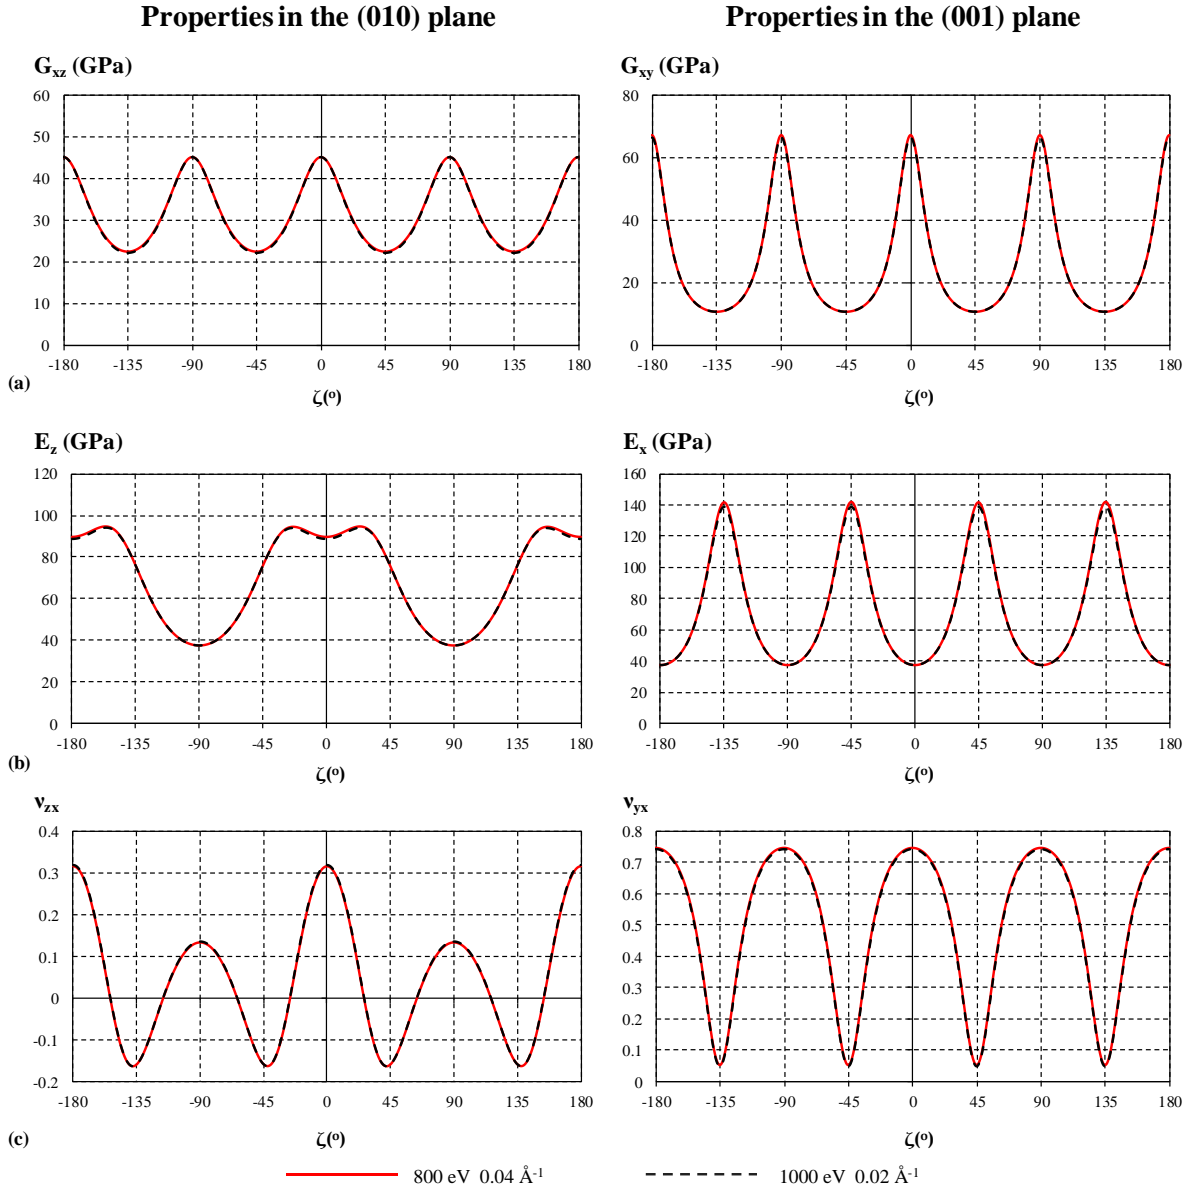 Properties in the (010) plane
Properties in the (001) plane
G_xz (GPa)
60
50
40
30
20
10
0
-180 -135 -90 -45 0 45 90 135 180
ζ(º)
G_xy (GPa)
80
60
40
20
0
-180 -135 -90 -45 0 45 90 135 180
ζ(º)
(a)
E_z (GPa)
120
100
80
60
40
20
0
-180 -135 -90 -45 0 45 90 135 180
ζ(º)
E_x (GPa)
160
140
120
100
80
60
40
20
0
-180 -135 -90 -45 0 45 90 135 180
ζ(º)
(b)
ν_zx
0.4
0.3
0.2
0.1
0
-0.1
-0.2
-180 -135 -90 -45 0 45 90 135 180
ζ(º)
ν_yx
0.8
0.7
0.6
0.5
0.4
0.3
0.2
0.1
0
-180 -135 -90 -45 0 45 90 135 180
ζ(º)
(c)
800 eV 0.04 Å⁻¹
1000 eV 0.02 Å⁻¹